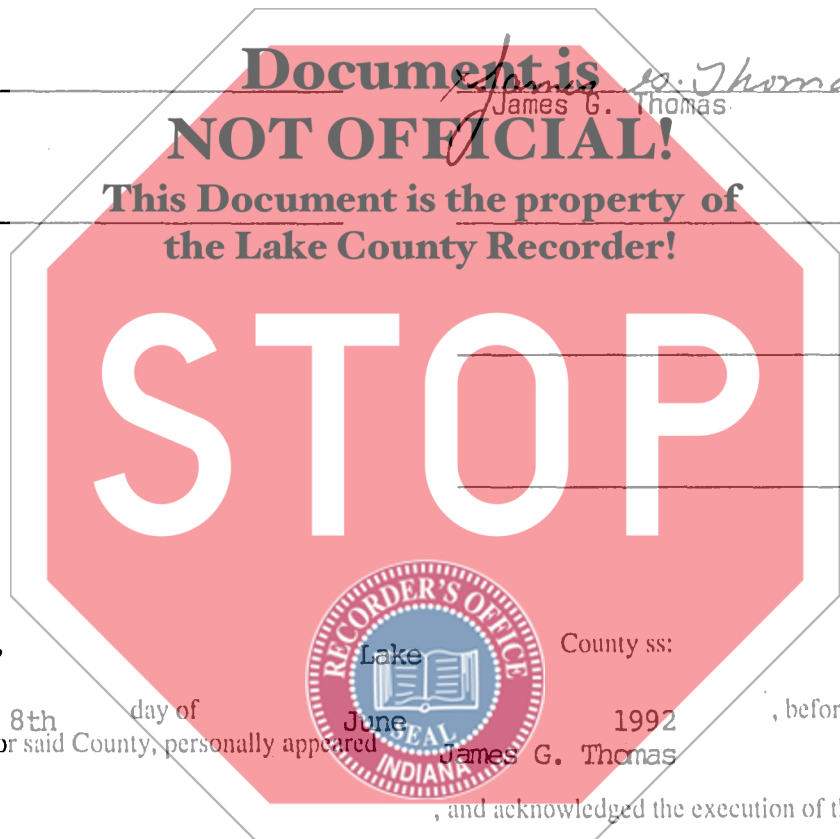 Document is
James G. Thomas
James G. Thomas
NOT OFFICIAL!
This Document is the property of
the Lake County Recorder!
STOP
RECORDER'S OFFICE
SEAL
INDIANA
Lake County ss:
8th day of June 1992 , befor
or said County, personally appeared James G. Thomas
, and acknowledged the execution of th